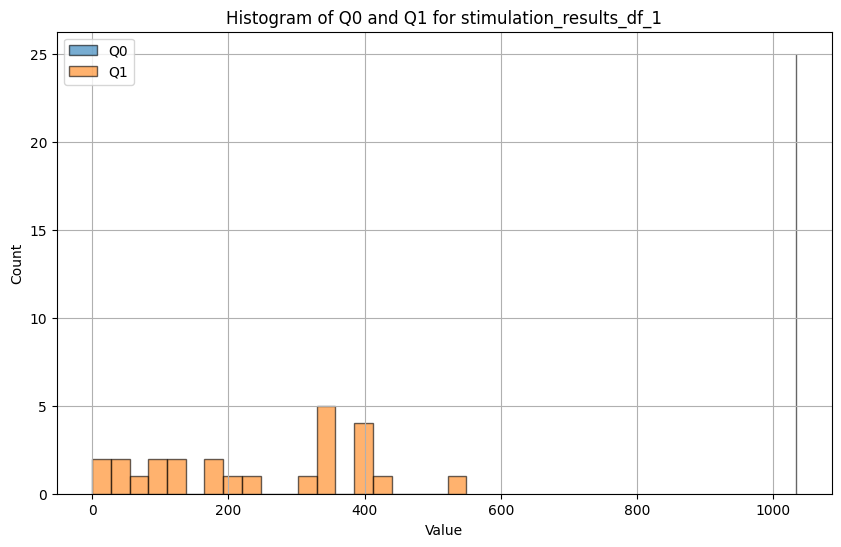 Histogram of Q0 and Q1 for stimulation_results_df_1
Q0
Q1
25
20
15
10
5
0
Count
0 200 400 600 800 1000
Value